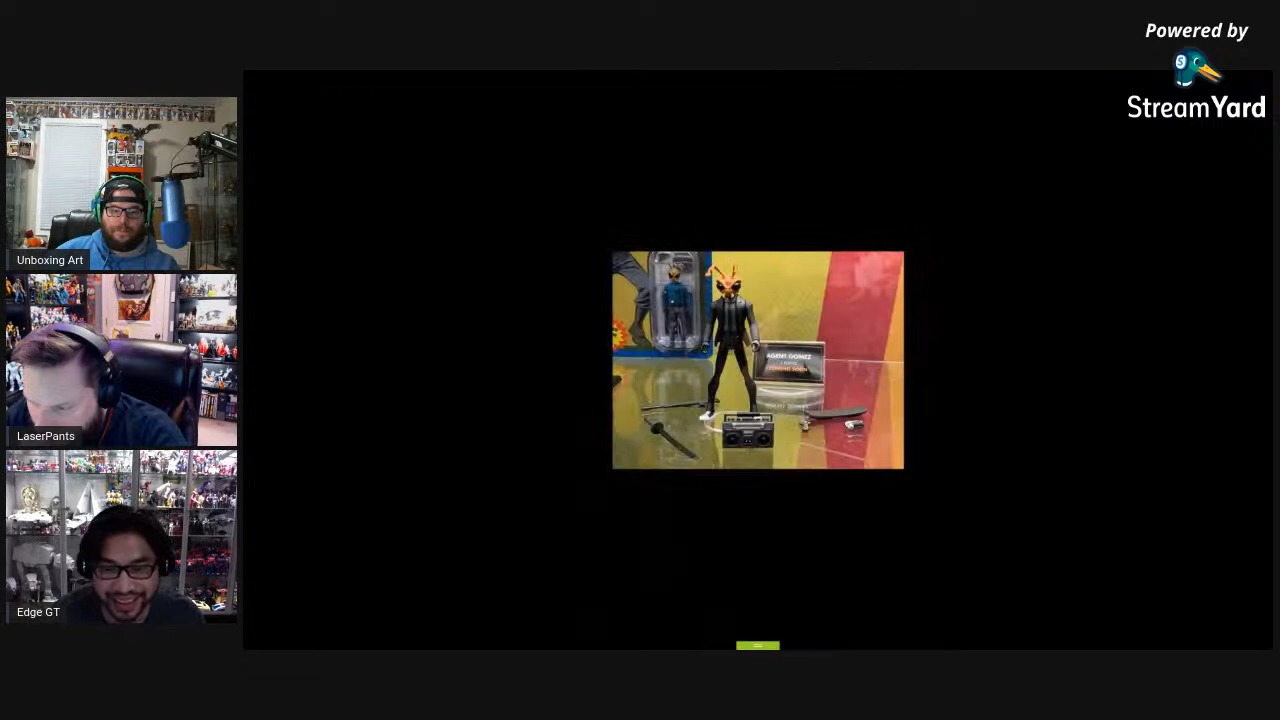 Powered by
StreamYard
Unboxing Art
LaserPants
Edge GT
AGENT GOMEZ
COMING SOON